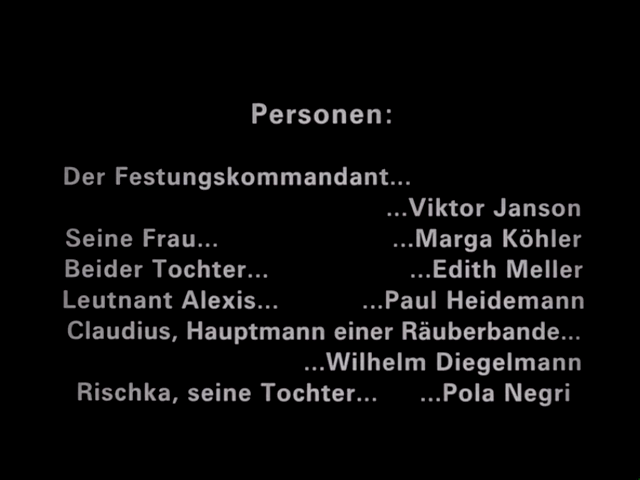 Personen:
Der Festungskommandant...
...Viktor Janson
Seine Frau... ...Marga Köhler
Beider Tochter... ...Edith Meller
Leutnant Alexis... ...Paul Heidemann
Claudius, Hauptmann einer Räuberbande...
...Wilhelm Diegelmann
Rischka, seine Tochter... ...Pola Negri